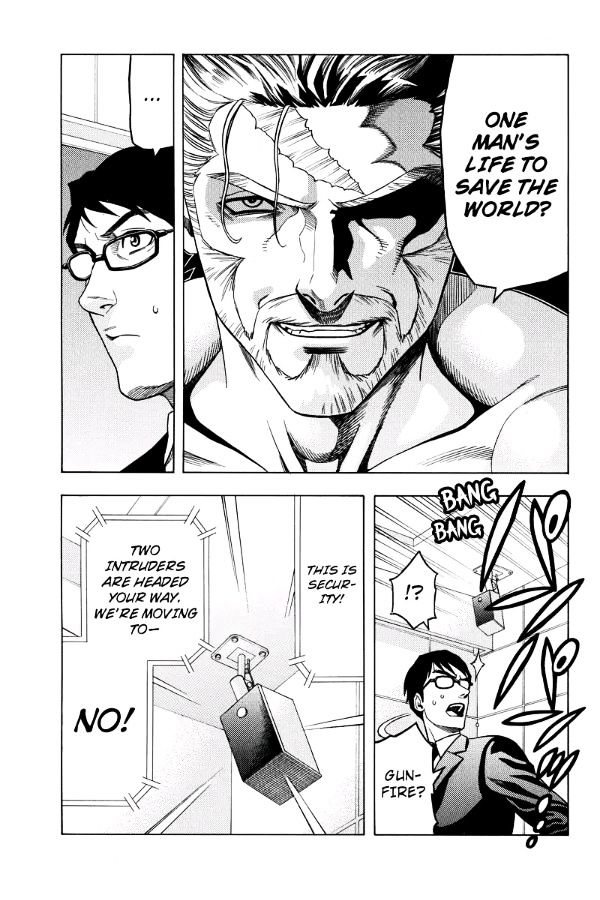 ONE
MAN'S
LIFE TO
SAVE THE
WORLD?
...
BANG
BANG
!?
GUN-
FIRE?
THIS IS
SECUR-
ITY!
TWO
INTRUDERS
ARE HEADED
YOUR WAY.
WE'RE MOVING
TO—
NO!